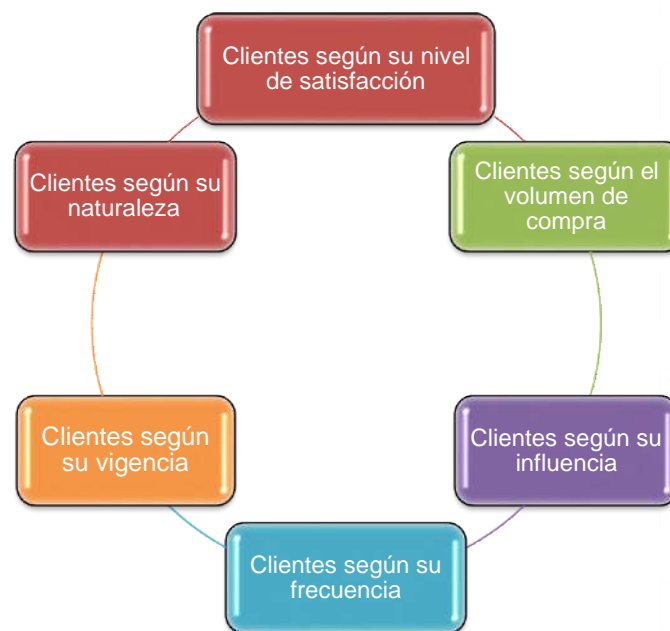 Clientes según su nivel
de satisfacción
Clientes según el
volumen de
compra
Clientes según su
influencia
Clientes según su
frecuencia
Clientes según
su vigencia
Clientes según su
naturaleza